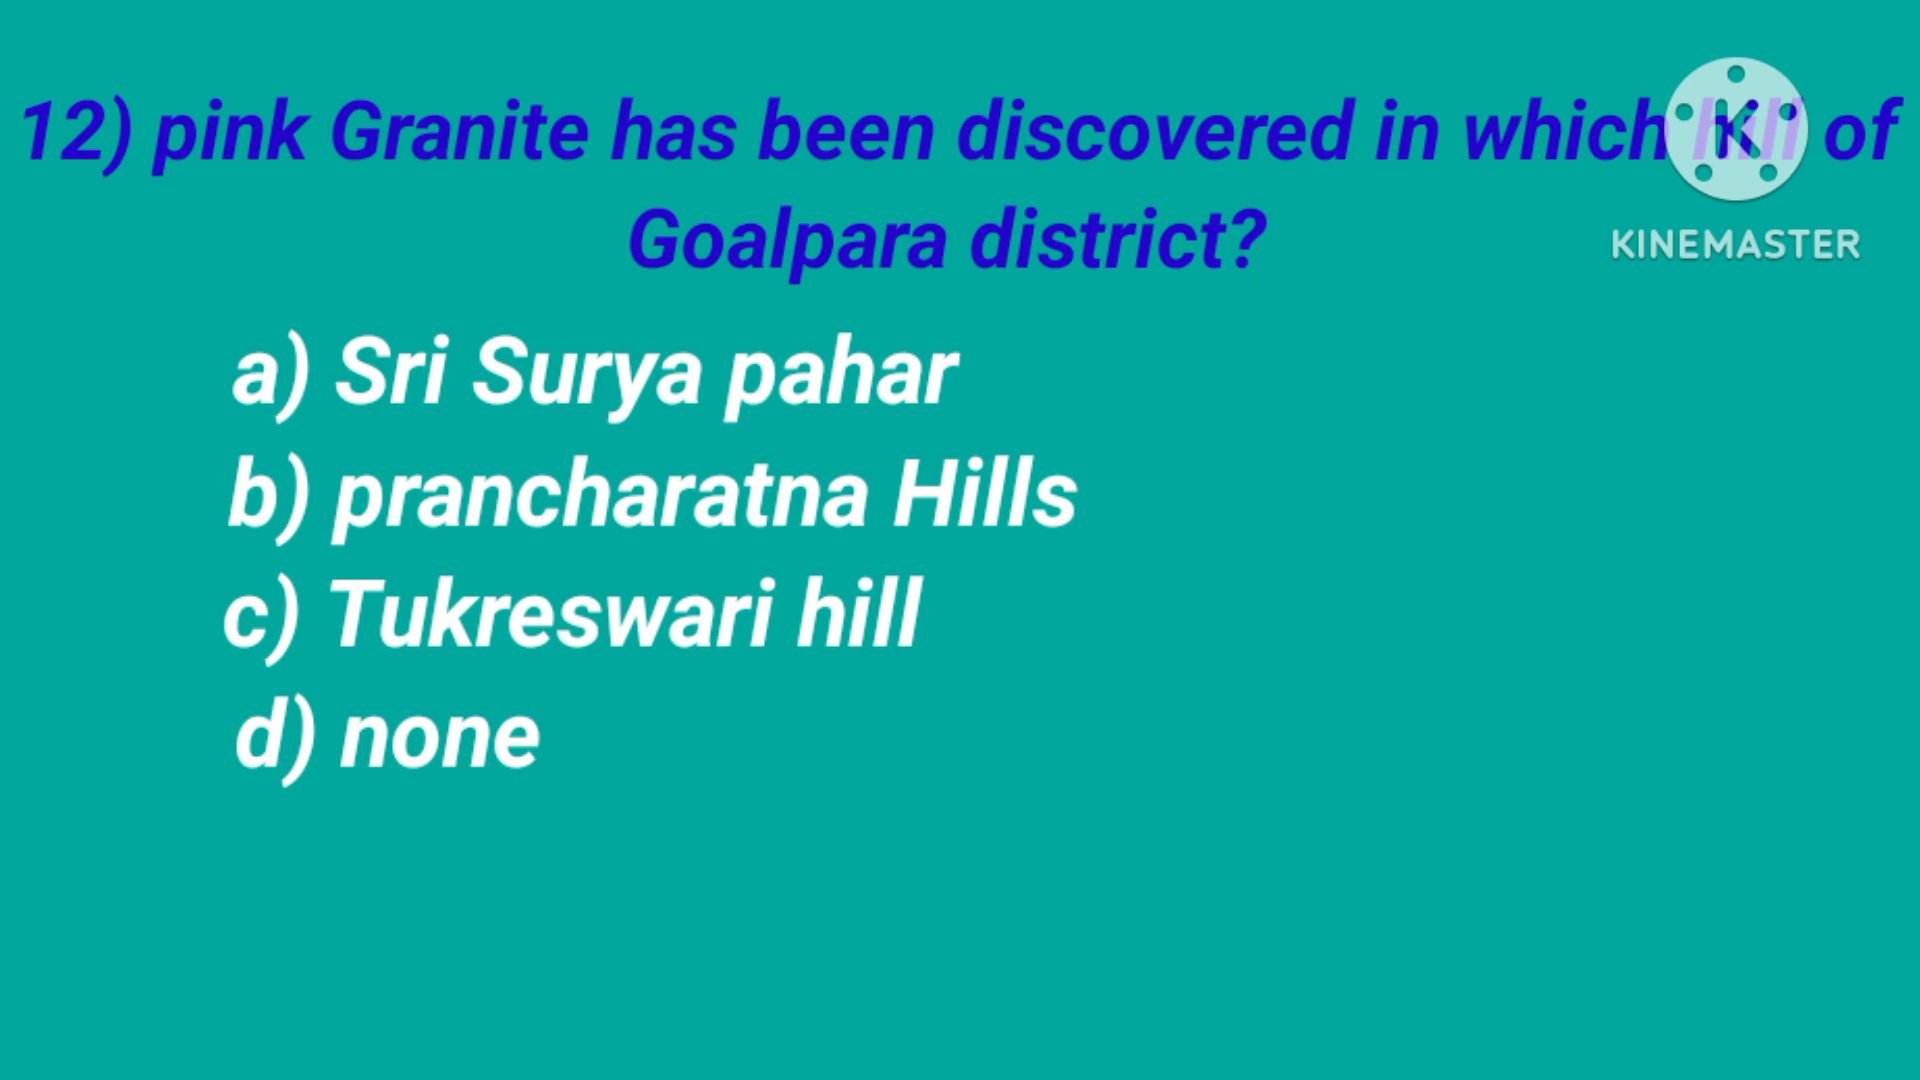 12) pink Granite has been discovered in which hill of
Goalpara district?
KINEMASTER
a) Sri Surya pahar
b) prancharatna Hills
c) Tukreswari hill
d) none